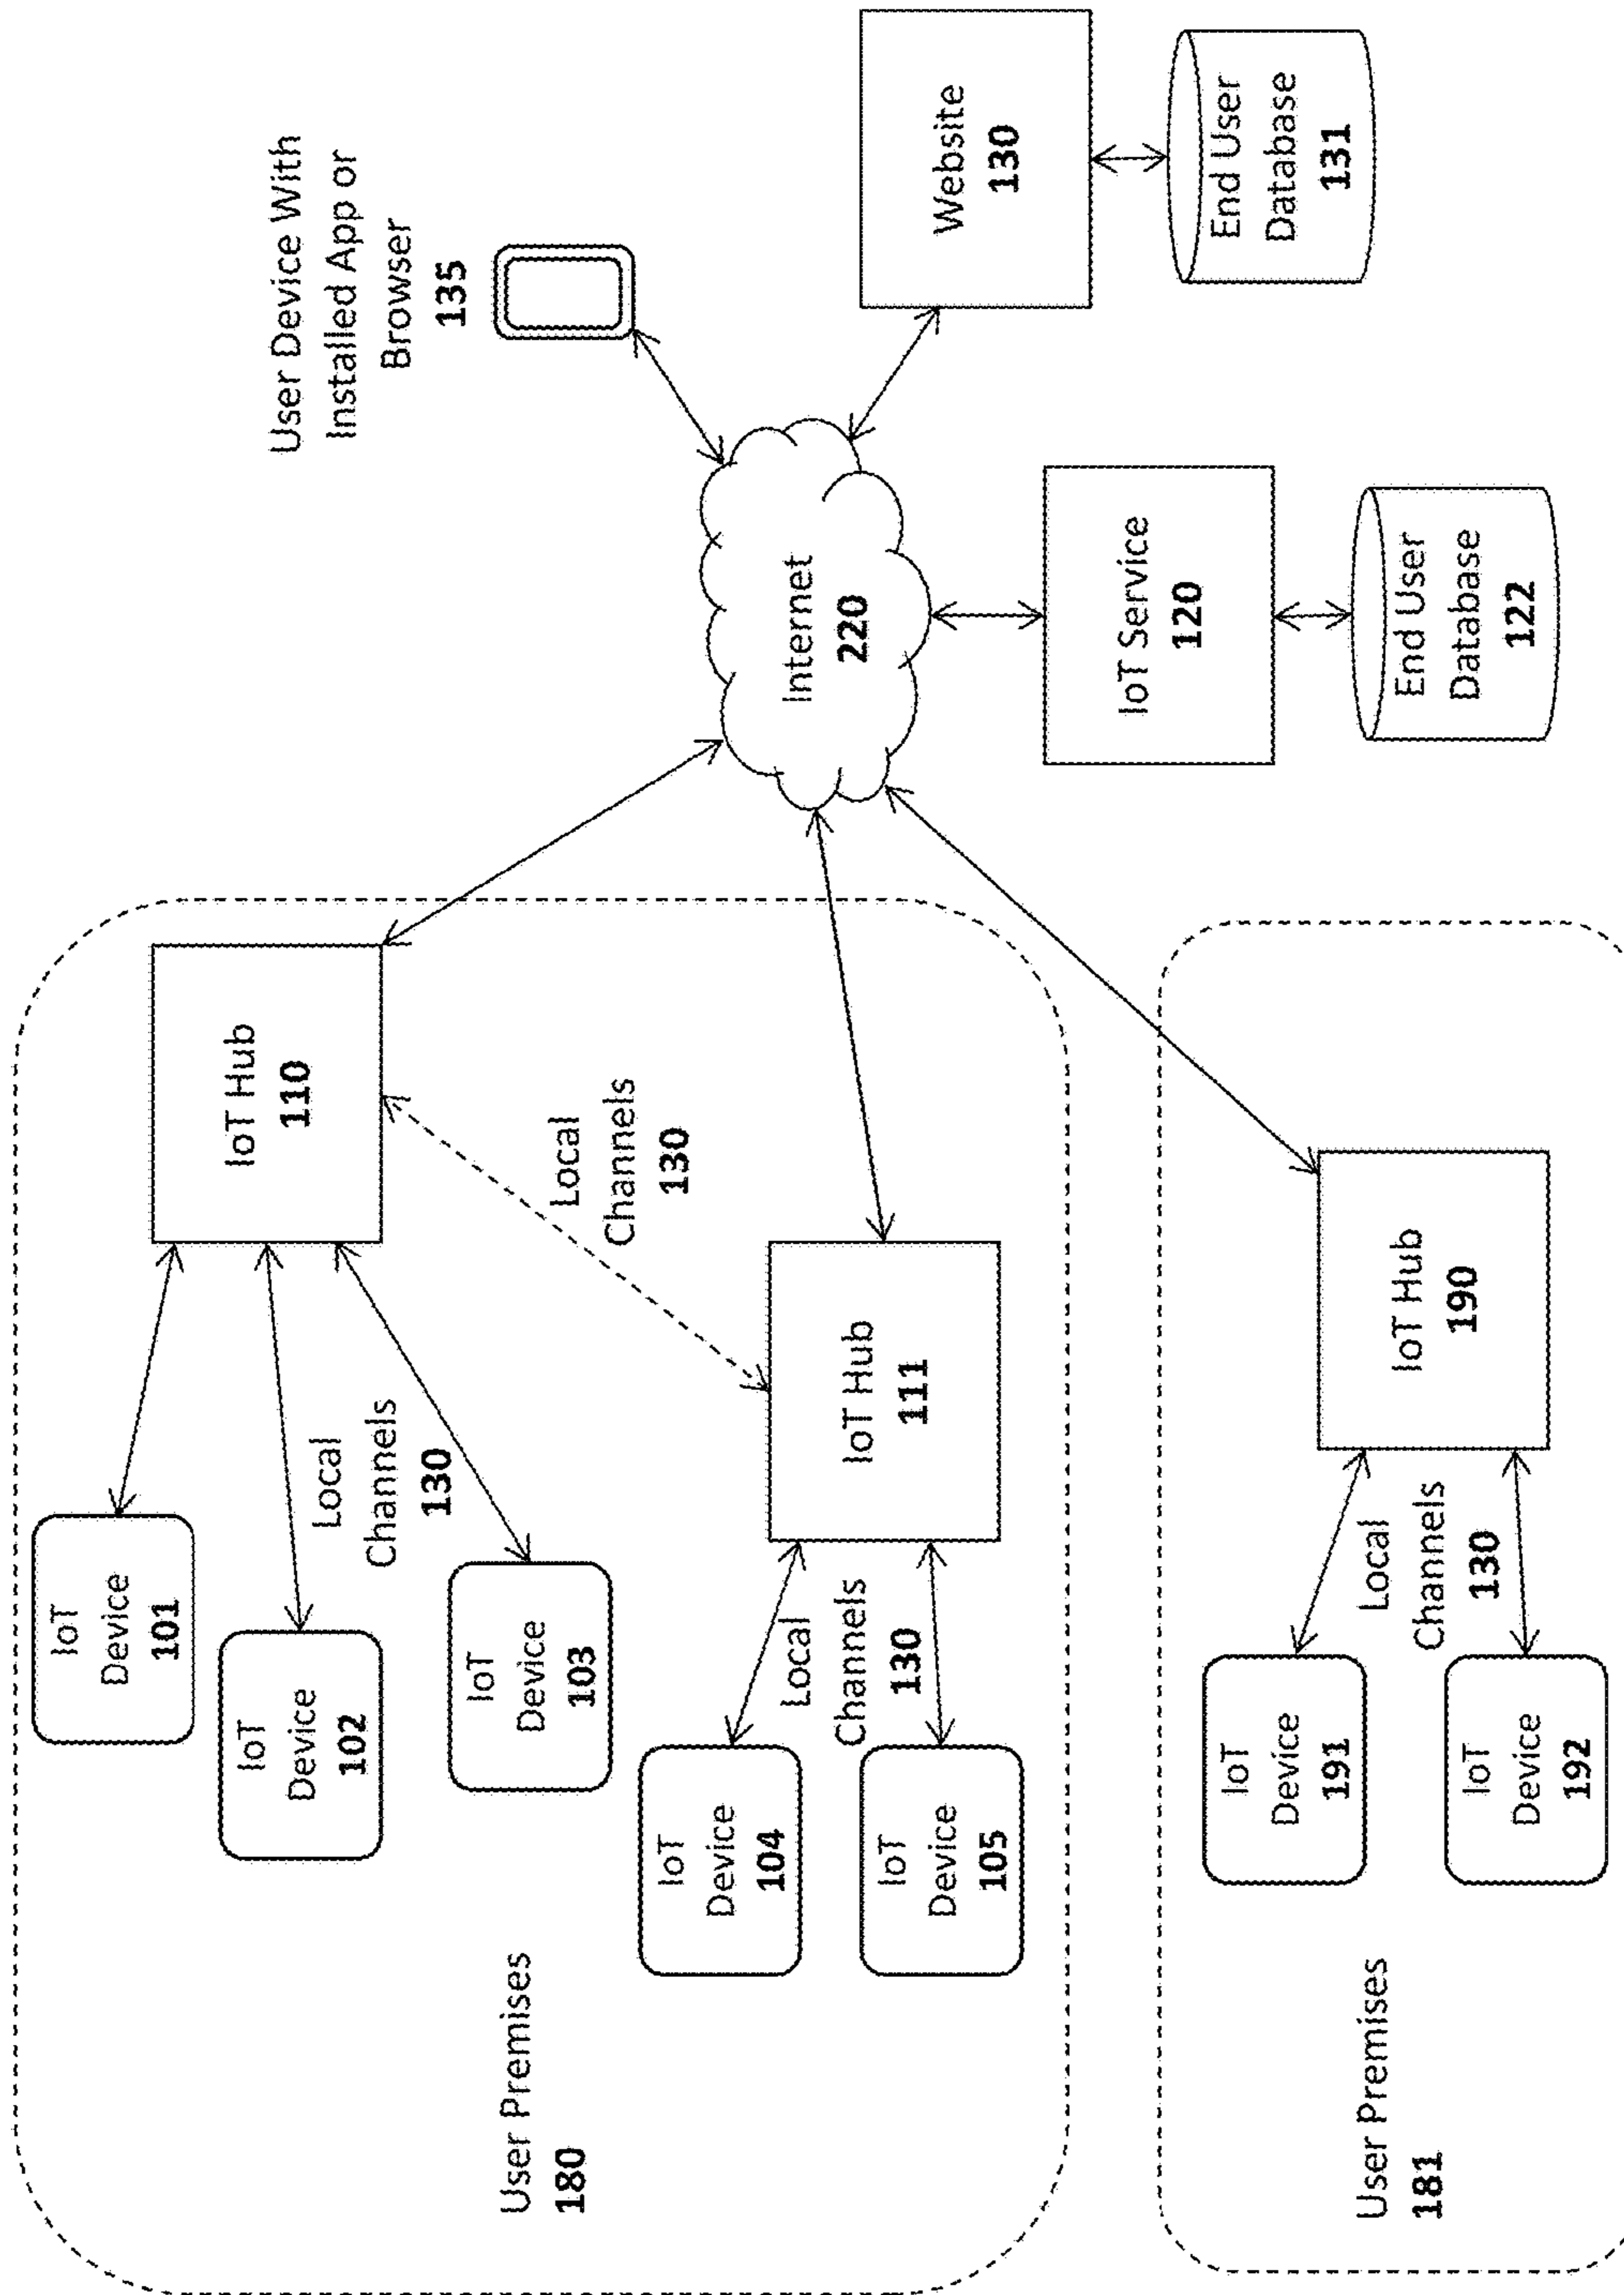 IoT
Device
101
IoT
Device
102
IoT
Device
103
Local
Channels
130
IoT Hub
110
User Device With
Installed App or
Browser
135
Local
Channels
130
User Premises
180
IoT
Device
104
IoT
Device
105
Local
Channels
130
IoT Hub
111
Internet
220
Website
130
End User
Database
131
IoT Service
120
End User
Database
122
User Premises
181
IoT
Device
191
IoT
Device
192
Local
Channels
130
IoT Hub
190